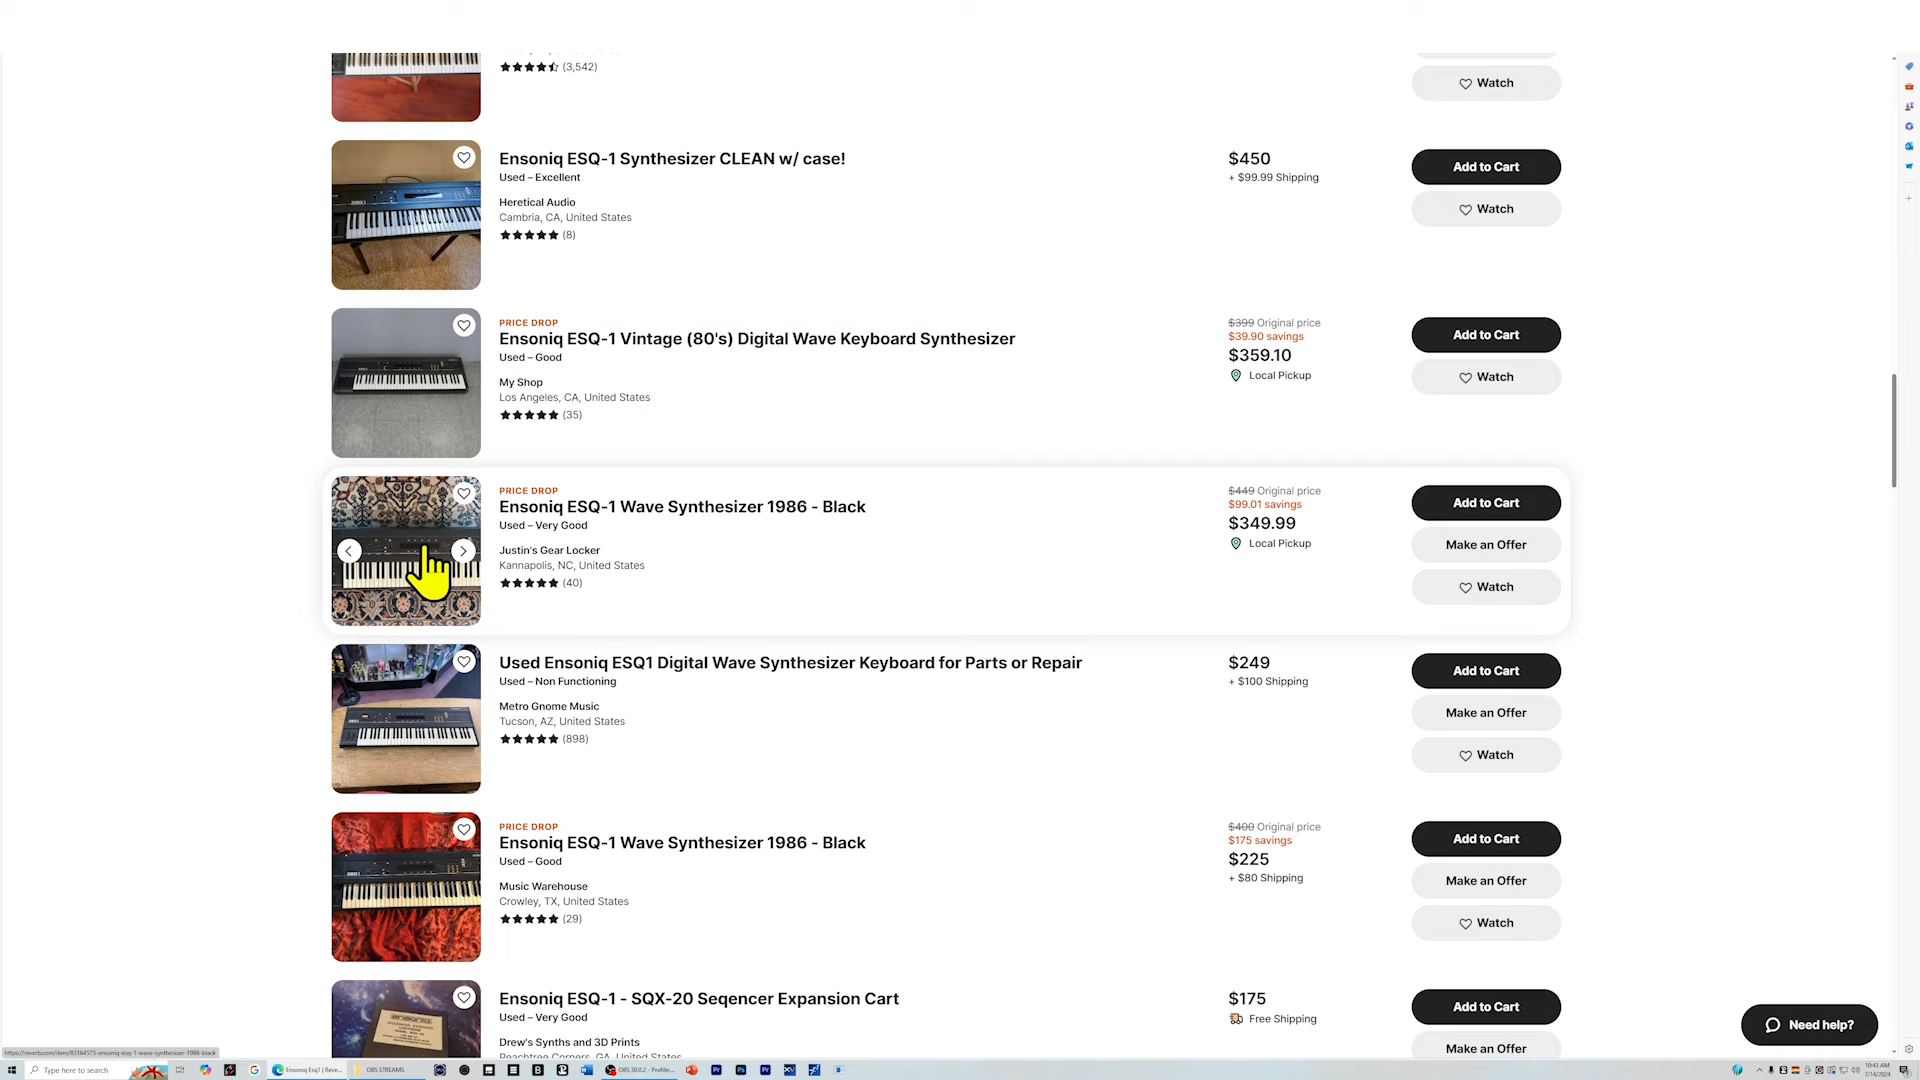 (3,542)
Watch
Ensoniq ESQ-1 Synthesizer CLEAN w/ case!
Used – Excellent
Heretical Audio
Cambria, CA, United States
(8)
$450
+ $99.99 Shipping
Add to Cart
Watch
PRICE DROP
Ensoniq ESQ-1 Vintage (80's) Digital Wave Keyboard Synthesizer
Used – Good
My Shop
Los Angeles, CA, United States
(35)
$399 Original price
$39.90 savings
$359.10
Local Pickup
Add to Cart
Watch
PRICE DROP
Ensoniq ESQ-1 Wave Synthesizer 1986 - Black
Used – Very Good
Justin's Gear Locker
Kannapolis, NC, United States
(40)
$449 Original price
$99.01 savings
$349.99
Local Pickup
Add to Cart
Make an Offer
Watch
Used Ensoniq ESQ1 Digital Wave Synthesizer Keyboard for Parts or Repair
Used – Non Functioning
Metro Gnome Music
Tucson, AZ, United States
(898)
$249
+ $100 Shipping
Add to Cart
Make an Offer
Watch
PRICE DROP
Ensoniq ESQ-1 Wave Synthesizer 1986 - Black
Used – Good
Music Warehouse
Crowley, TX, United States
(29)
$400 Original price
$175 savings
$225
+ $80 Shipping
Add to Cart
Make an Offer
Watch
Ensoniq ESQ-1 - SQX-20 Seqencer Expansion Cart
Used – Very Good
Drew's Synths and 3D Prints
Peachtree Corners, GA, United States
$175
Free Shipping
Add to Cart
Make an Offer
Need help?
https://reverb.com/item/83164575-ensoniq-esq-1-wave-synthesizer-1986-black
Type here to search
Ensoniq Esq1 | Reve...
OBS STREAMS
OBS 30.0.2 - Profile:...
10:43 AM
7/14/2024